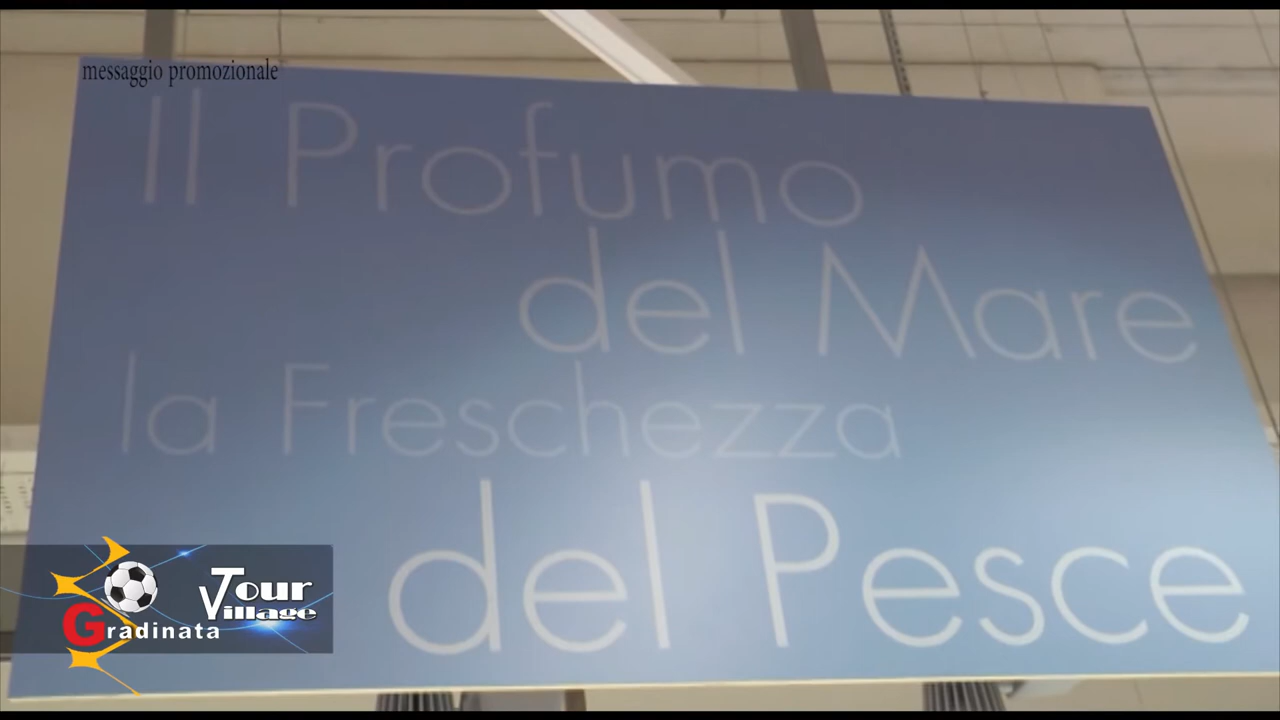 messaggio promozionale
Il Profumo
del Mare
la Freschezza
del Pesce
Tour
Village
Gradinata